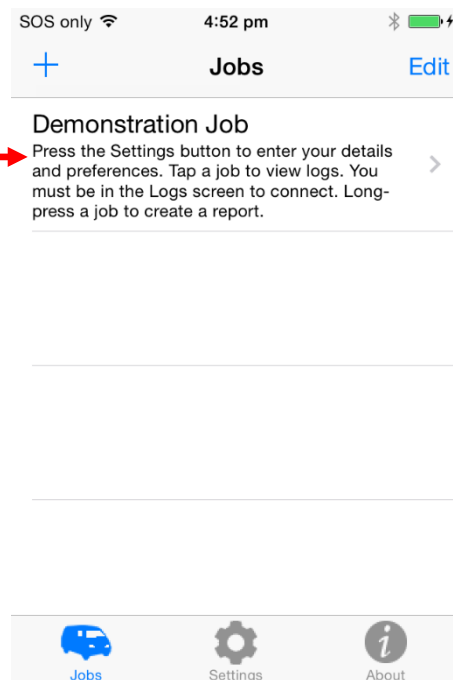 SOS only 4:52 pm
Jobs Edit
Demonstration Job
Press the Settings button to enter your details
and preferences. Tap a job to view logs. You
must be in the Logs screen to connect. Long-
press a job to create a report.
Jobs Settings About